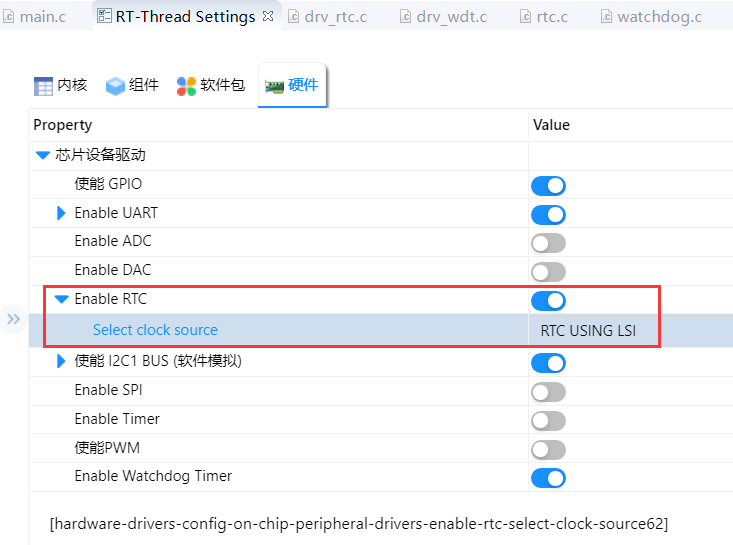 main.c RT-Thread Settings drv_rtc.c drv_wdt.c rtc.c watchdog.c
内核 组件 软件包 硬件
Property Value
芯片设备驱动
使能 GPIO
Enable UART
Enable ADC
Enable DAC
Enable RTC
Select clock source RTC USING LSI
使能 I2C1 BUS (软件模拟)
Enable SPI
Enable Timer
使能PWM
Enable Watchdog Timer
[hardware-drivers-config-on-chip-peripheral-drivers-enable-rtc-select-clock-source62]